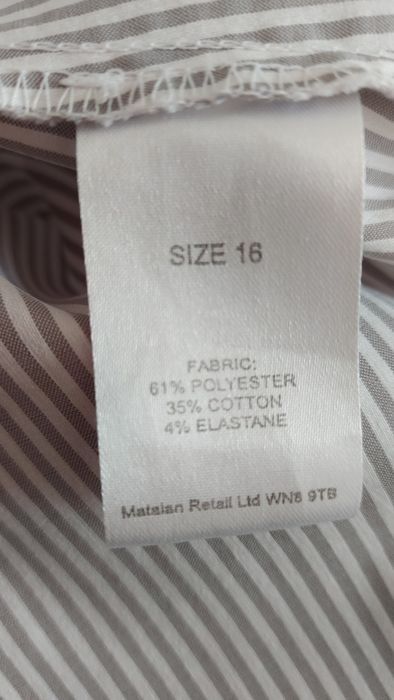 SIZE 16
FABRIC:
61% POLYESTER
35% COTTON
4% ELASTANE
Matalan Retail Ltd WN8 9TB